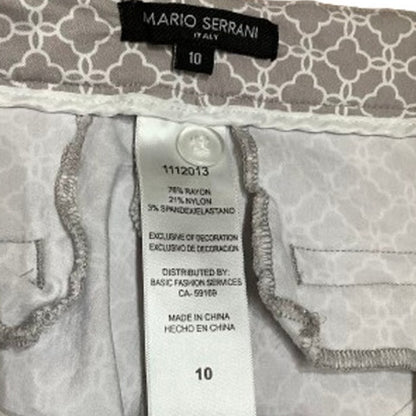 MARIO SERRANI
ITALY
10
1112013
76% RAYON
21% NYLON
3% SPANDEX/ELASTANO
EXCLUSIVE OF DECORATION
EXCLUSIVO DE DECORACION
DISTRIBUTED BY:
BASIC FASHION SERVICES
CA- 59169
MADE IN CHINA
HECHO EN CHINA
10